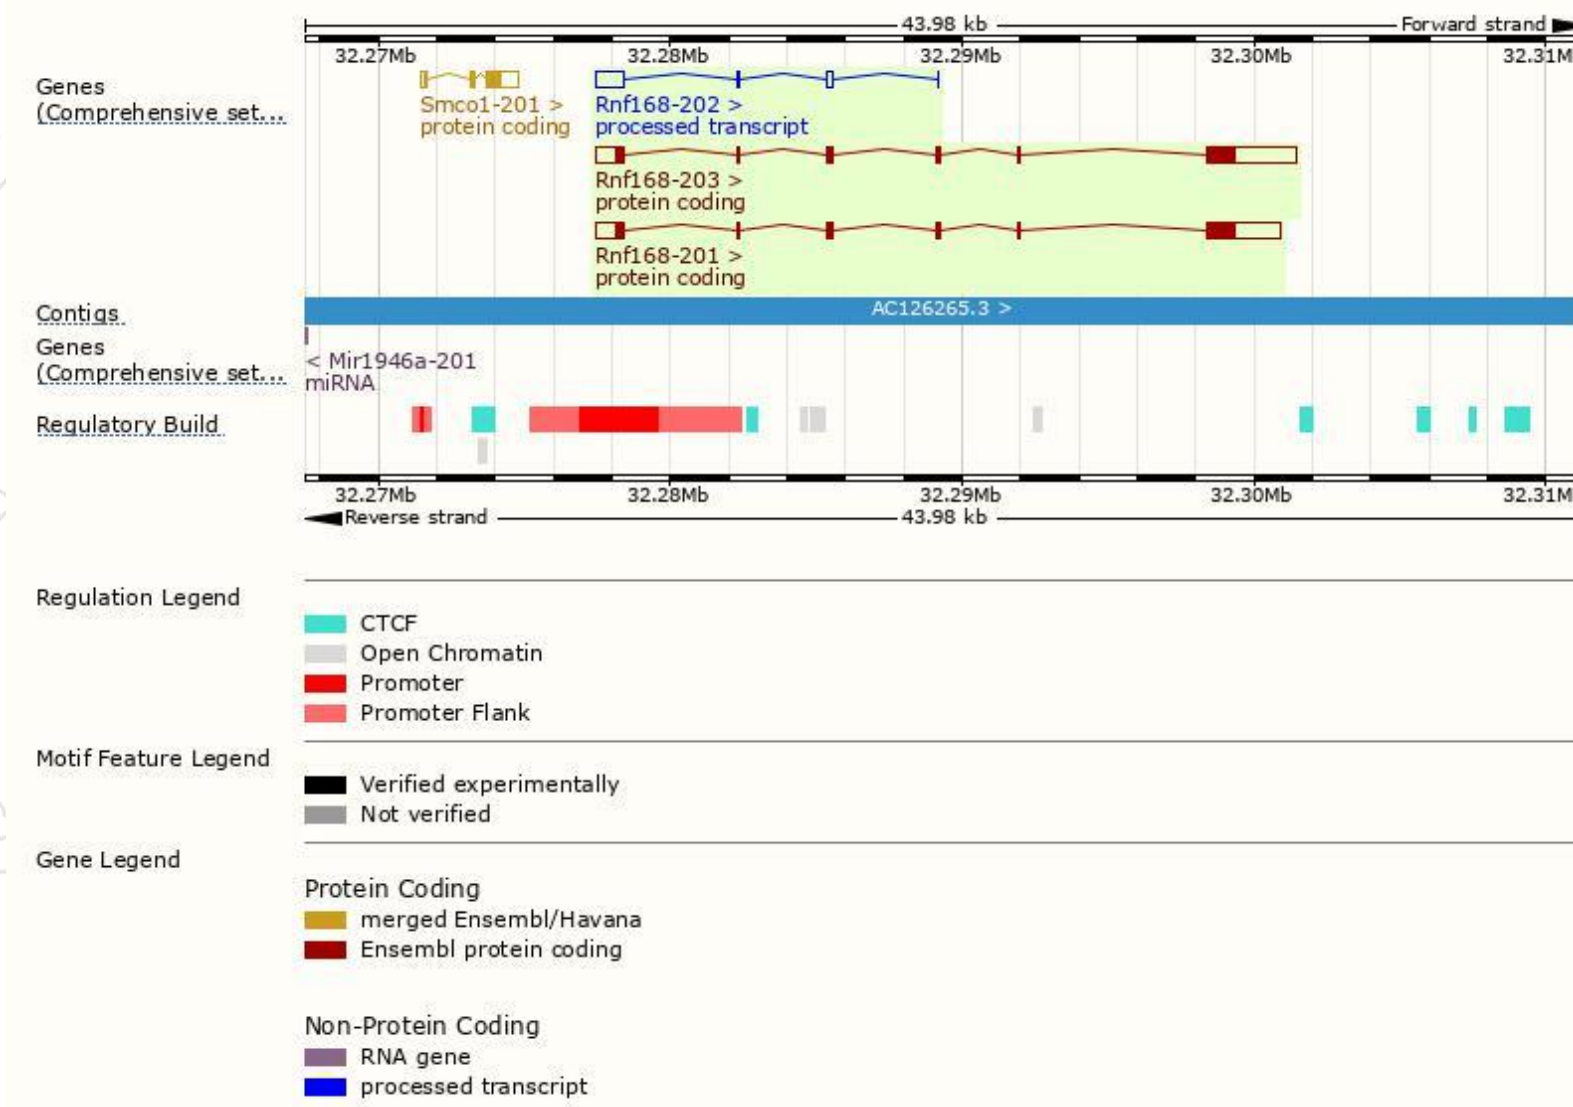 43.98 kb
Forward strand
32.27Mb 32.28Mb 32.29Mb 32.30Mb 32.31M
Genes
(Comprehensive set...
Smco1-201 >
protein coding
Rnf168-202 >
processed transcript
Rnf168-203 >
protein coding
Rnf168-201 >
protein coding
Contigs
AC126265.3 >
Genes
(Comprehensive set...
< Mir1946a-201
miRNA
Regulatory Build
32.27Mb 32.28Mb 32.29Mb 32.30Mb 32.31M
Reverse strand
43.98 kb
Regulation Legend
CTCF
Open Chromatin
Promoter
Promoter Flank
Motif Feature Legend
Verified experimentally
Not verified
Gene Legend
Protein Coding
merged Ensembl/Havana
Ensembl protein coding
Non-Protein Coding
RNA gene
processed transcript